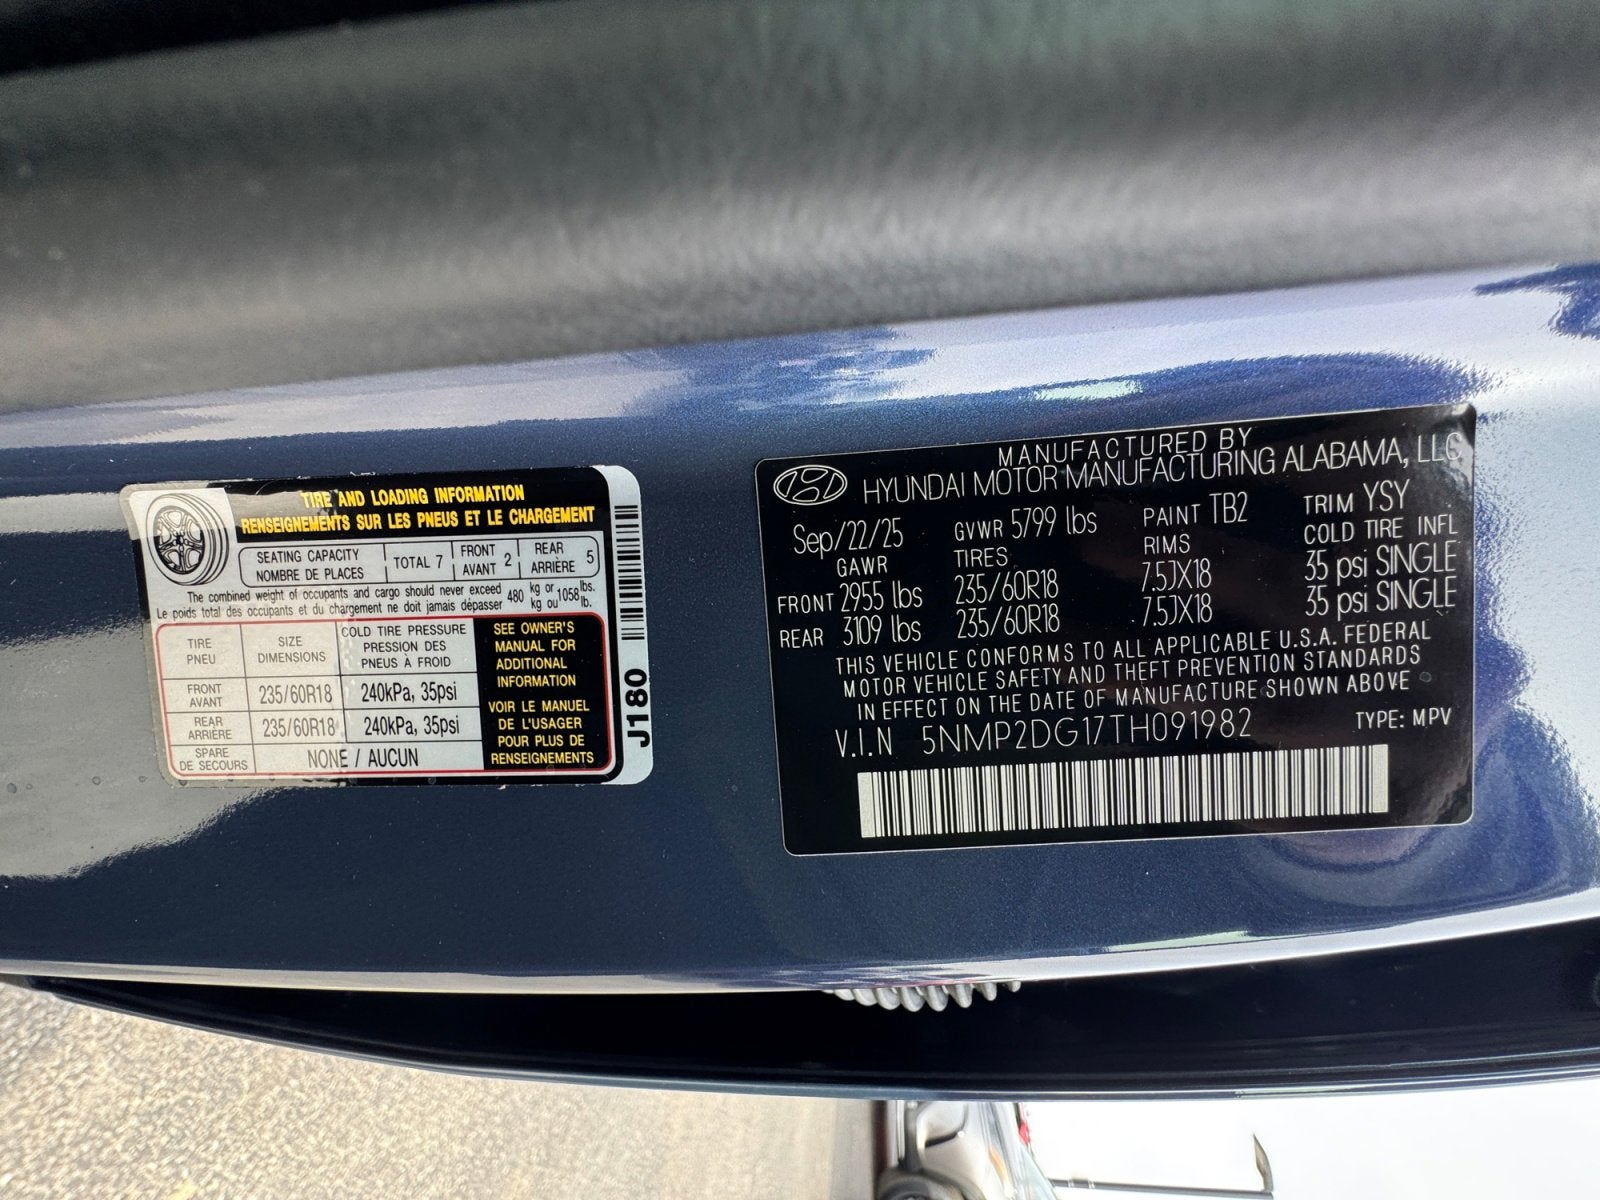 TIRE AND LOADING INFORMATION
RENSEIGNEMENTS SUR LES PNEUS ET LE CHARGEMENT
SEATING CAPACITY
NOMBRE DE PLACES
TOTAL 7
FRONT
AVANT 2
REAR
ARRIÈRE 5
The combined weight of occupants and cargo should never exceed 480 kg or 1058 lbs.
Le poids total des occupants et du chargement ne doit jamais dépasser 480 kg ou 1058 lb.
TIRE
PNEU
SIZE
DIMENSIONS
COLD TIRE PRESSURE
PRESSION DES
PNEUS À FROID
FRONT
AVANT
235/60R18
240kPa, 35psi
REAR
ARRIÈRE
235/60R18
240kPa, 35psi
SPARE
DE SECOURS
NONE / AUCUN
SEE OWNER'S
MANUAL FOR
ADDITIONAL
INFORMATION
VOIR LE MANUEL
DE L'USAGER
POUR PLUS DE
RENSEIGNEMENTS
J180
MANUFACTURED BY
HYUNDAI MOTOR MANUFACTURING ALABAMA, LLC
Sep/22/25 GVWR 5799 lbs PAINT TB2 TRIM YSY
GAWR TIRES RIMS COLD TIRE INFL
FRONT 2955 lbs 235/60R18 7.5JX18 35 psi SINGLE
REAR 3109 lbs 235/60R18 7.5JX18 35 psi SINGLE
THIS VEHICLE CONFORMS TO ALL APPLICABLE U.S.A. FEDERAL
MOTOR VEHICLE SAFETY AND THEFT PREVENTION STANDARDS
IN EFFECT ON THE DATE OF MANUFACTURE SHOWN ABOVE
V.I.N 5NMP2DG17TH091982 TYPE: MPV